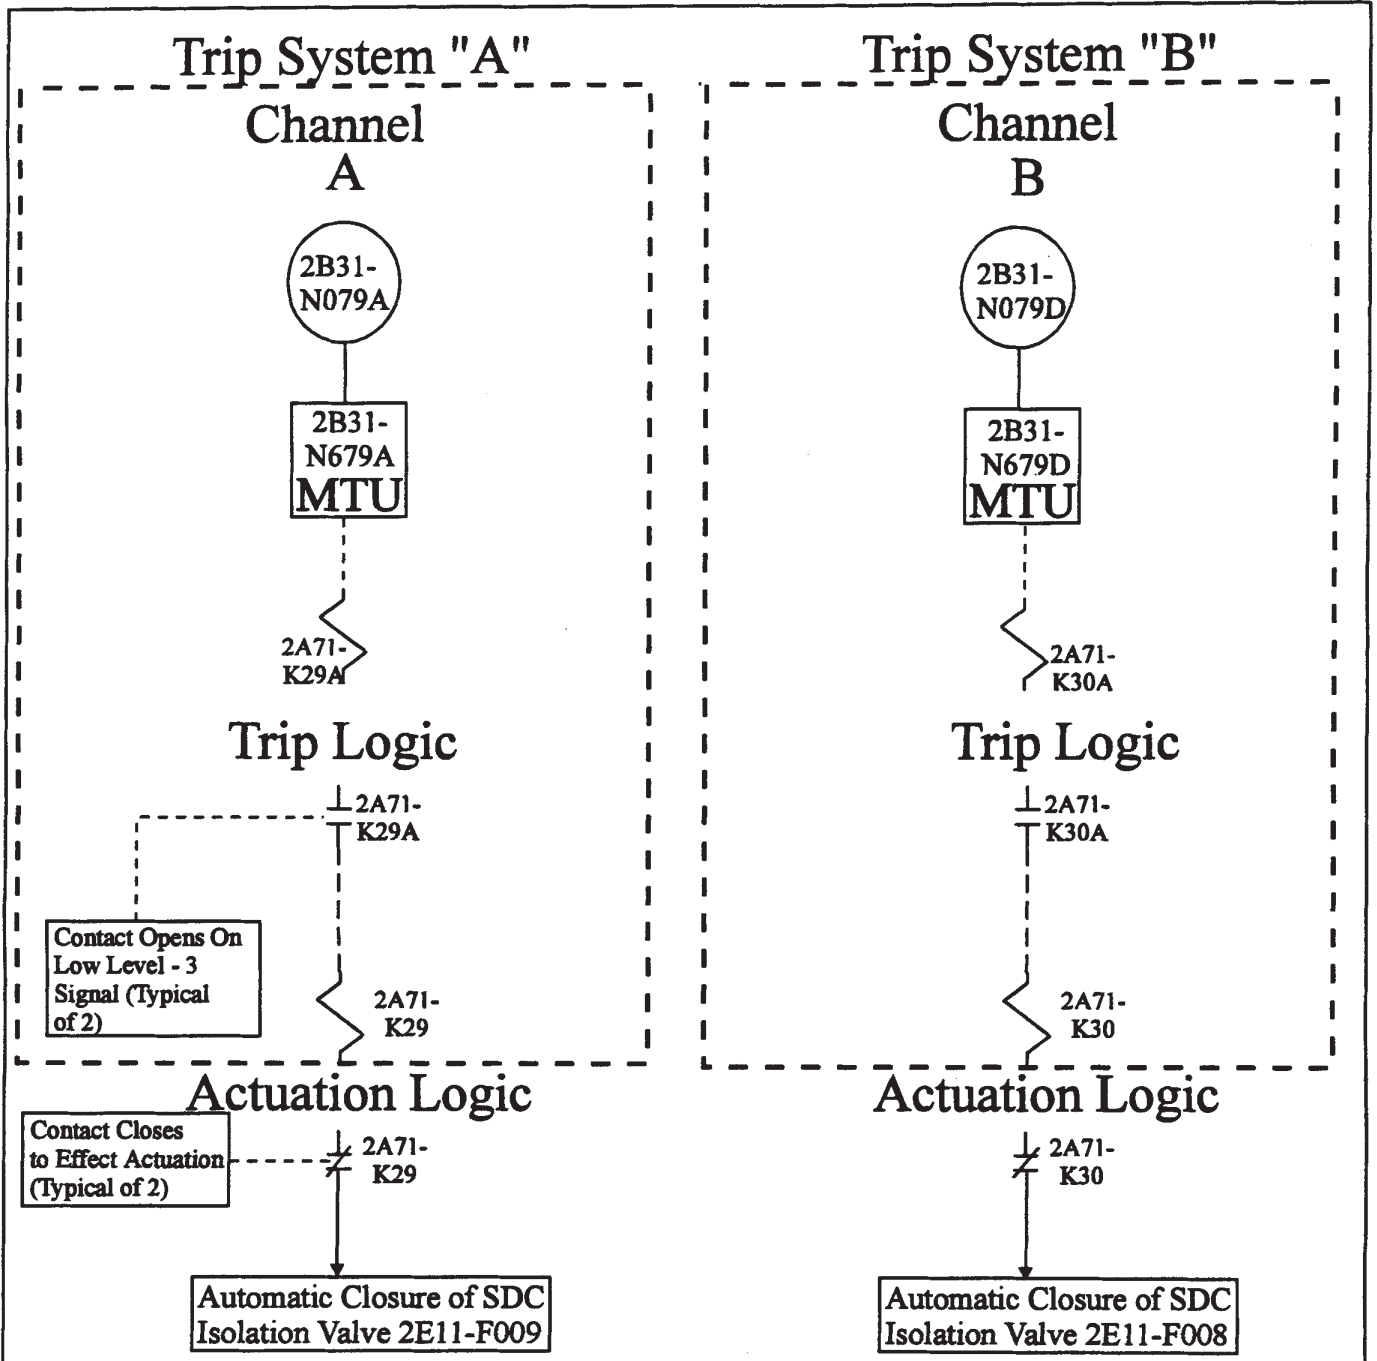 Trip System "A"
Channel
A
2B31-
N079A
2B31-
N679A
MTU
2A71-
K29A
Trip Logic
2A71-
K29A
Contact Opens On
Low Level - 3
Signal (Typical
of 2)
2A71-
K29
Actuation Logic
Contact Closes
to Effect Actuation
(Typical of 2)
2A71-
K29
Automatic Closure of SDC
Isolation Valve 2E11-F009
Trip System "B"
Channel
B
2B31-
N079D
2B31-
N679D
MTU
2A71-
K30A
Trip Logic
2A71-
K30A
2A71-
K30
Actuation Logic
2A71-
K30
Automatic Closure of SDC
Isolation Valve 2E11-F008